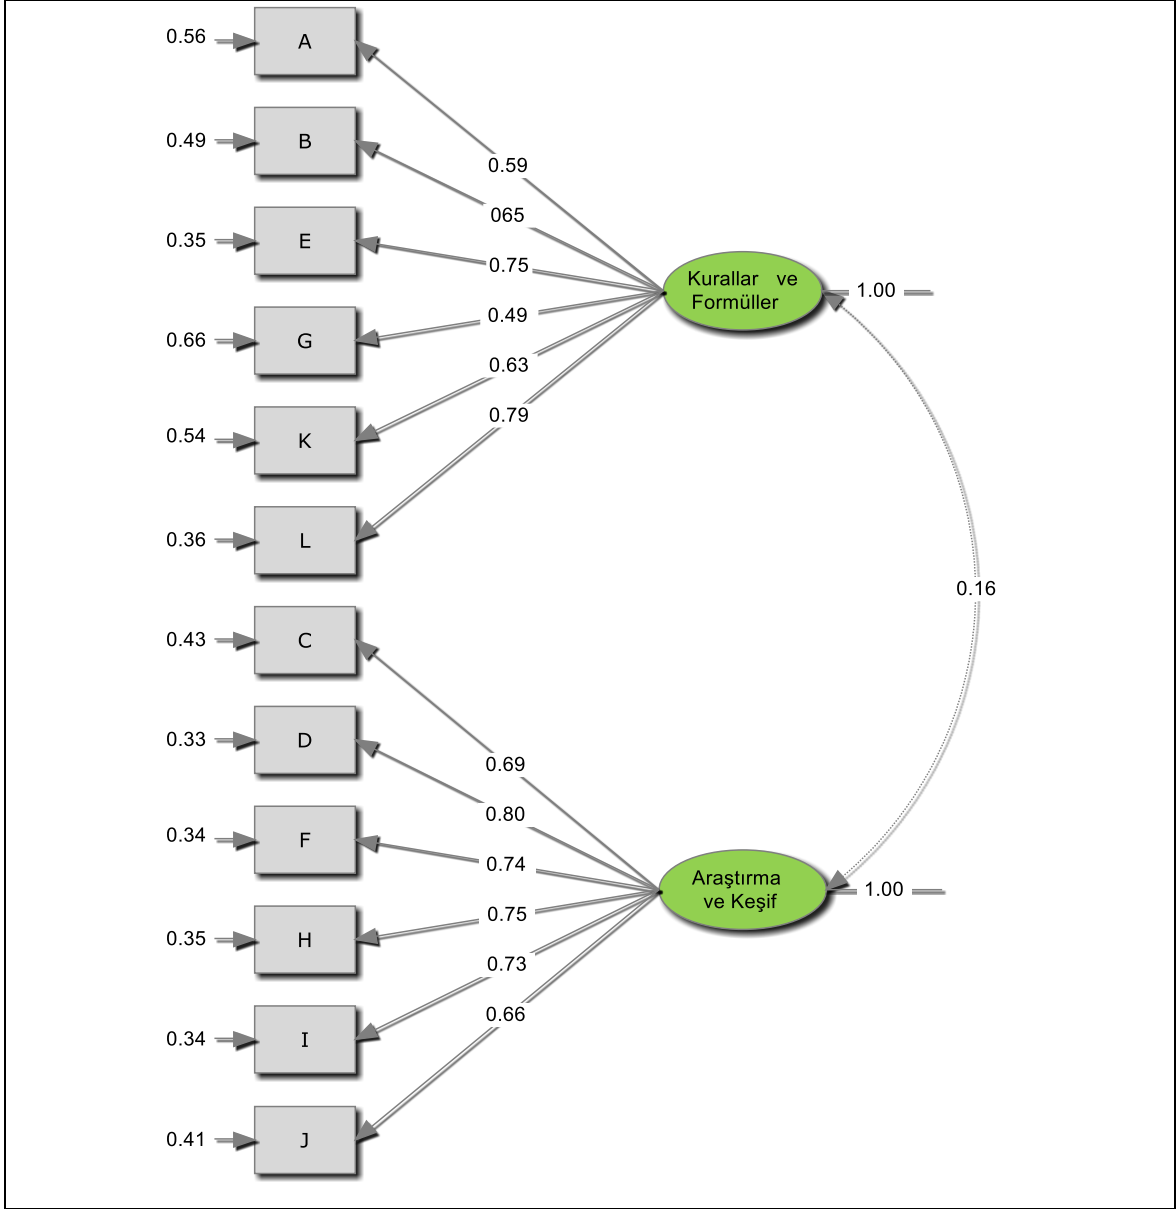 0.56 A
0.59
0.49 B
065
0.35 E
0.75
Kurallar ve
Formüller
1.00
0.66 G
0.49
0.63
0.54 K
0.79
0.36 L
0.16
0.43 C
0.69
0.33 D
0.80
0.34 F
0.74
Araştırma
ve Keşif
1.00
0.35 H
0.75
0.73
0.34 I
0.66
0.41 J